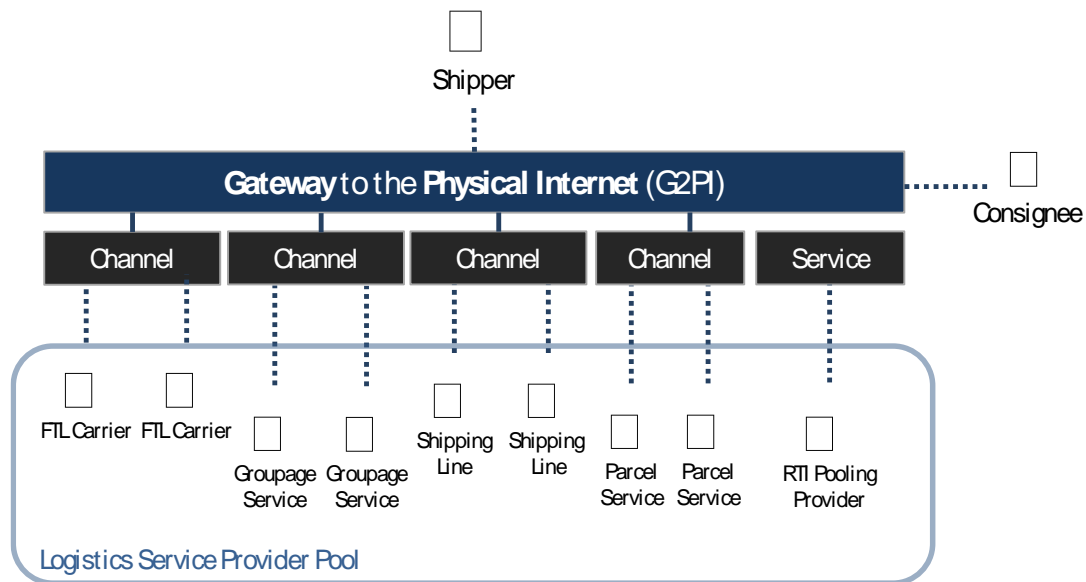 Shipper
Gateway to the Physical Internet (G2PI)
Consignee
Channel
Channel
Channel
Channel
Service
FTL Carrier
FTL Carrier
Groupage
Service
Groupage
Service
Shipping
Line
Shipping
Line
Parcel
Service
Parcel
Service
RTI Pooling
Provider
Logistics Service Provider Pool